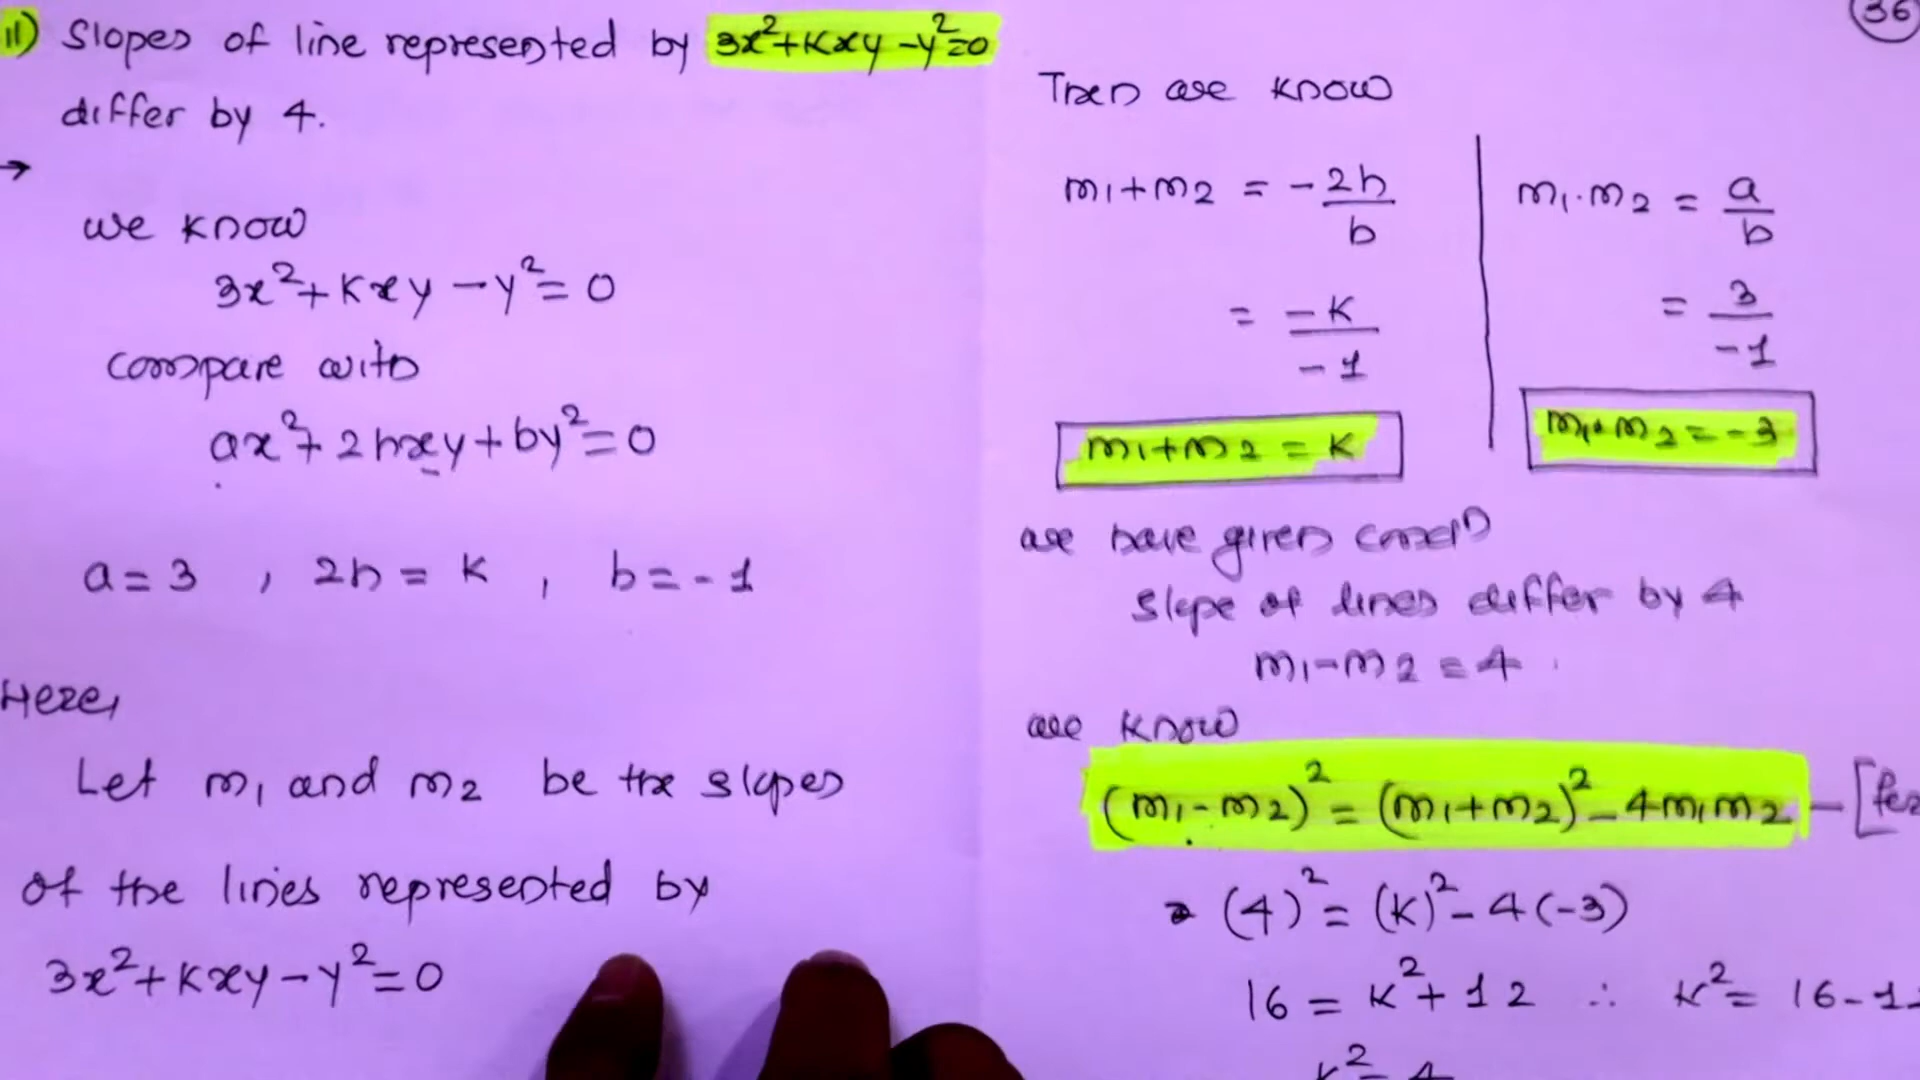 ii) Slopes of line represented by 3x²+kxy-y²=0
differ by 4.
→
we know
3x²+kxy-y²=0
compare with
ax²+2hxy+by²=0
a=3 , 2h=k , b=-1
Here,
Let m₁ and m₂ be the slopes
of the lines represented by
3x²+kxy-y²=0
36
Then we know
m₁+m₂ = -2h/b
= -k/-1
m₁+m₂ = k
m₁.m₂ = a/b
= 3/-1
m₁.m₂ = -3
we have given condⁿ
slope of lines differ by 4
m₁-m₂ = 4
we know
(m₁-m₂)² = (m₁+m₂)² - 4m₁m₂ - [
(4)² = (k)² - 4(-3)
16 = k²+12 ∴ k² = 16-1
k² = 4